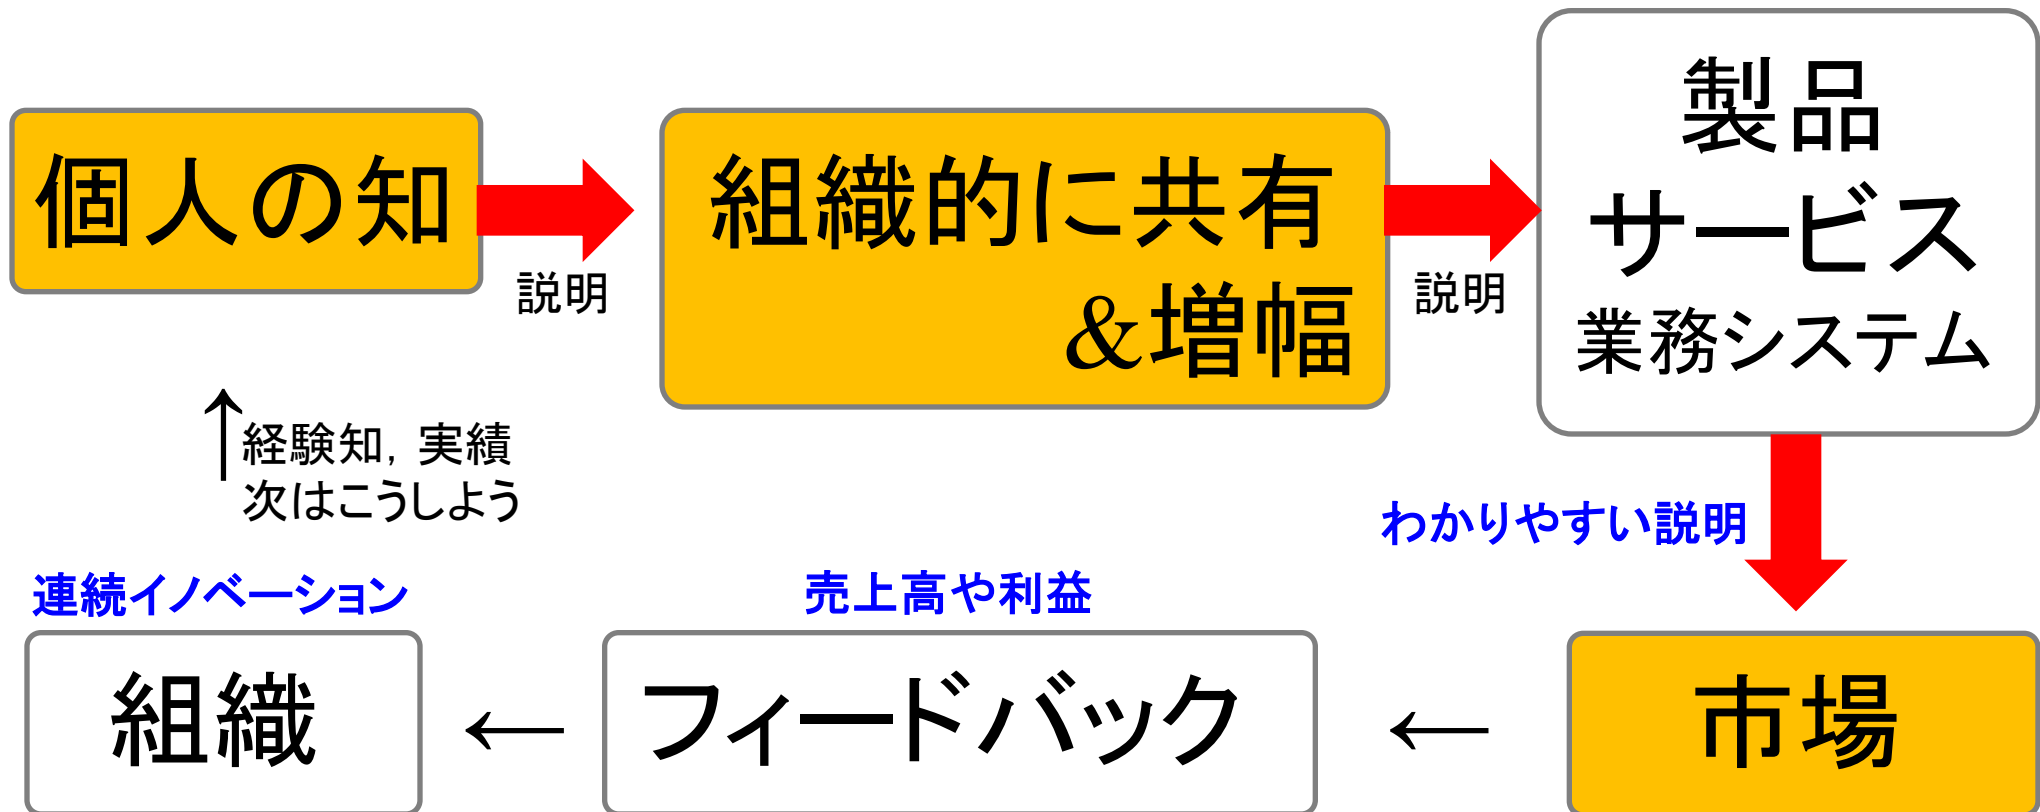 個人の知
説明
組織的に共有
&増幅
説明
製品
サービス
業務システム
↑
経験知, 実績
次はこうしよう
わかりやすい説明
連続イノベーション
売上高や利益
組織
←
フィードバック
←
市場